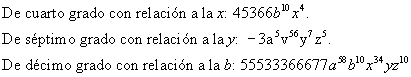 De cuarto grado con relación a la x: 45366b¹⁰x⁴.
De séptimo grado con relación a la y: −3a⁵v⁵⁶y⁷z⁵.
De décimo grado con relación a la b: 55533366677a⁵⁸b¹⁰x³⁴yz¹⁰